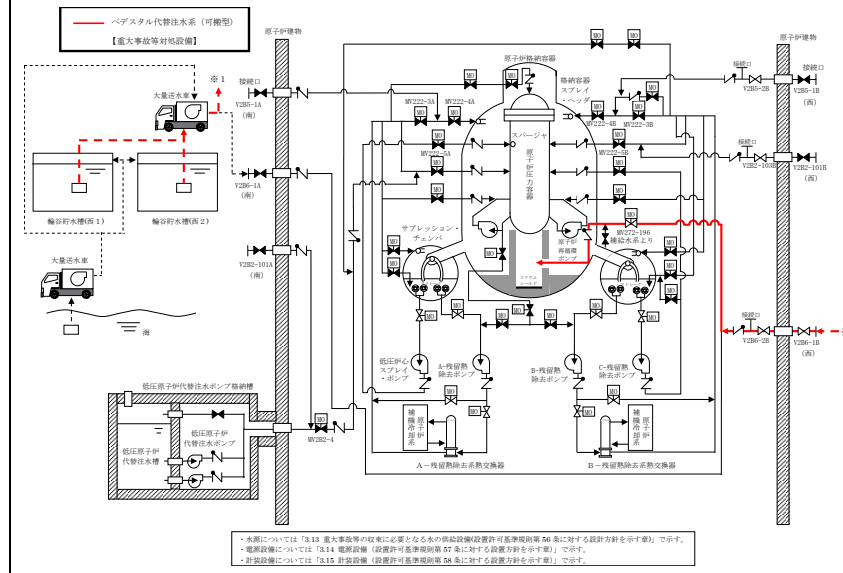 ペデスタル代替注水系（可搬型）
【重大事故等対処設備】
原子炉建物
原子炉建物
※1
大量送水車
接続口
V2B5-1A
(南)
V2B6-1A
(南)
V2B2-101A
(南)
輪谷貯水槽(西1)
輪谷貯水槽(西2)
大量送水車
海
原子炉格納容器
格納容器
スプレイ・
ヘッダ
MV222-3A
MV222-4A
MV222-5A
MV222-4B
MV222-3B
MV222-5B
スパージャ
原子炉圧力容器
サプレッション・
チェンバ
原子炉
再循環
ポンプ
MV272-196
補給水系より
コリウム
シールド
接続口
V2B5-2B
接続口
V2B5-1B
(西)
接続口
V2B2-103B
V2B2-101B
(西)
接続口
V2B6-2B
V2B6-1B
(西)
低圧炉心
スプレイ
・ポンプ
A-残留熱
除去ポンプ
B-残留熱
除去ポンプ
C-残留熱
除去ポンプ
低圧原子炉代替注水ポンプ格納槽
低圧原子炉
代替注水ポンプ
低圧原子炉
代替注水槽
MV2B2-4
原子炉
補機冷却系
原子炉
補機冷却系
A－残留熱除去系熱交換器
B－残留熱除去系熱交換器
MO
・水源については「3.13 重大事故等の収束に必要となる水の供給設備(設置許可基準規則第56条に対する設計方針を示す章)」で示す。
・電源設備については「3.14 電源設備（設置許可基準規則第57条に対する設置方針を示す章）」で示す。
・計装設備については「3.15 計装設備（設置許可基準規則第58条に対する設置方針を示す章）」で示す。